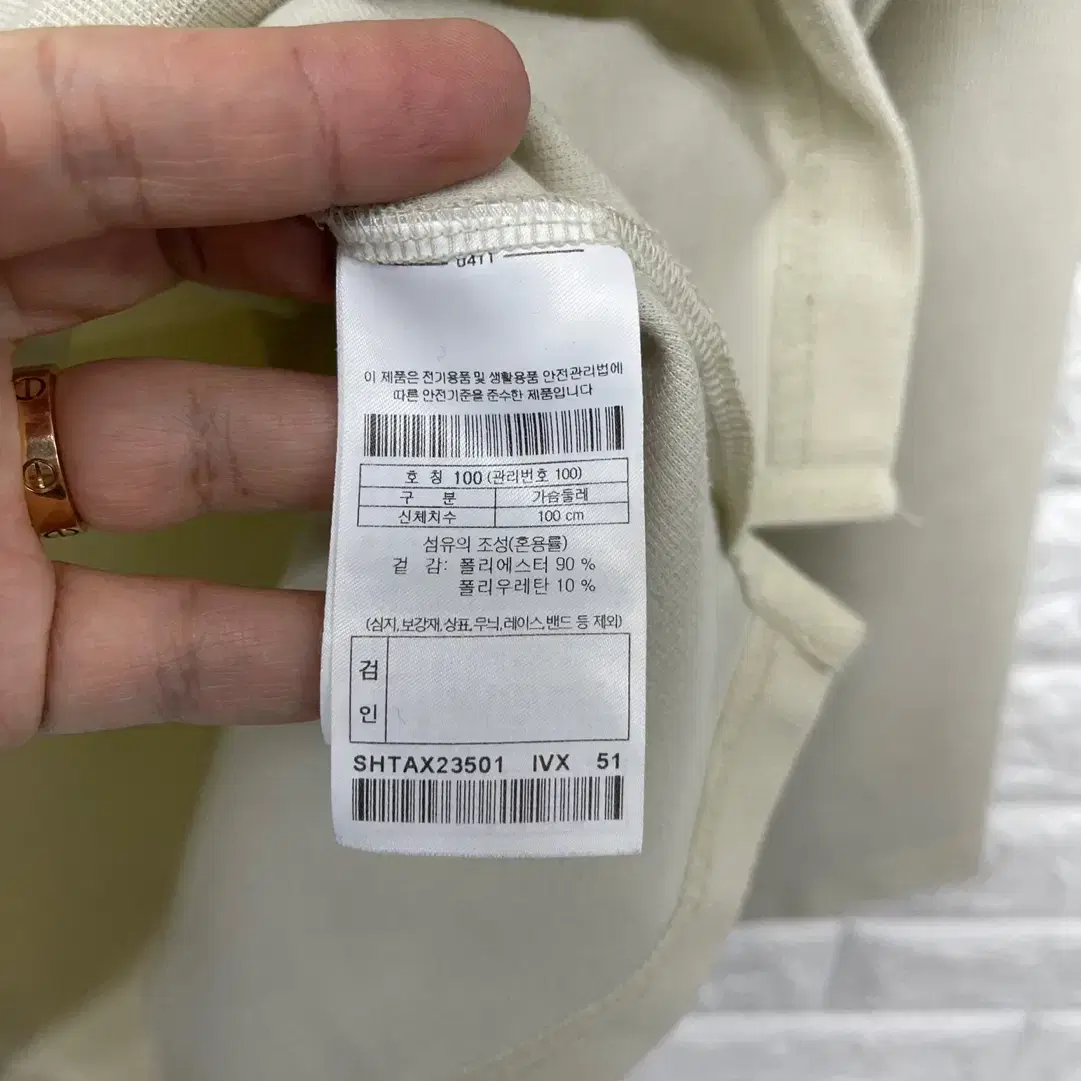 0411
이 제품은 전기용품 및 생활용품 안전관리법에
따른 안전기준을 준수한 제품입니다
호 칭 100 (관리번호 100)
구 분 가슴둘레
신체치수 100 cm
섬유의 조성(혼용률)
겉 감: 폴리에스터 90 %
폴리우레탄 10 %
(심지,보강재,상표,무늬,레이스,밴드 등 제외)
검
인
SHTAX23501 IVX 51